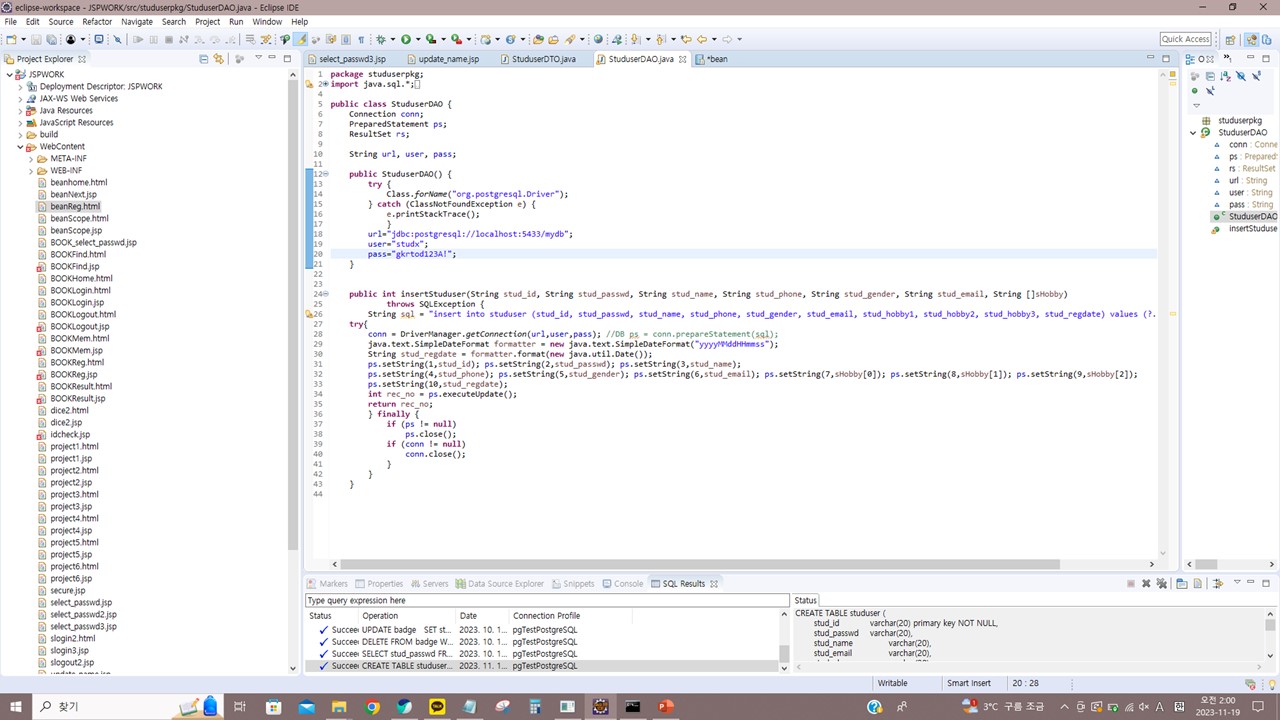 eclipse-workspace - JSPWORK/src/studuserpkg/StuduserDAO.java - Eclipse IDE
File Edit Source Refactor Navigate Search Project Run Window Help
Quick Access
Project Explorer
select_passwd3.jsp update_name.jsp StuduserDTO.java StuduserDAO.java *bean
JSPWORK
Deployment Descriptor: JSPWORK
JAX-WS Web Services
Java Resources
JavaScript Resources
build
WebContent
META-INF
WEB-INF
beanhome.html
beanNext.jsp
beanReg.html
beanScope.html
beanScope.jsp
BOOK_select_passwd.jsp
BOOKFind.html
BOOKFind.jsp
BOOKHome.html
BOOKLogin.html
BOOKLogin.jsp
BOOKLogout.html
BOOKLogout.jsp
BOOKMem.html
BOOKMem.jsp
BOOKReg.html
BOOKReg.jsp
BOOKResult.html
BOOKResult.jsp
dice2.html
dice2.jsp
idcheck.jsp
project1.html
project1.jsp
project2.html
project2.jsp
project3.html
project3.jsp
project4.html
project4.jsp
project5.html
project5.jsp
project6.html
project6.jsp
secure.jsp
select_passwd.jsp
select_passwd2.jsp
select_passwd3.jsp
slogin2.html
slogin3.jsp
slogout2.jsp
update_name.jsp
1 package studuserpkg;
2 import java.sql.*;
4
5 public class StuduserDAO {
6 Connection conn;
7 PreparedStatement ps;
8 ResultSet rs;
9
10 String url, user, pass;
11
12 public StuduserDAO() {
13 try {
14 Class.forName("org.postgresql.Driver");
15 } catch (ClassNotFoundException e) {
16 e.printStackTrace();
17 }
18 url="jdbc:postgresql://localhost:5433/mydb";
19 user="studx";
20 pass="gkrtod123A!";
21 }
22
23
24 public int insertStuduser(String stud_id, String stud_passwd, String stud_name, String stud_phone, String stud_gender, String stud_email, String []sHobby)
25 throws SQLException {
26 String sql = "insert into studuser (stud_id, stud_passwd, stud_name, stud_phone, stud_gender, stud_email, stud_hobby1, stud_hobby2, stud_hobby3, stud_regdate) values (?.
27 try{
28 conn = DriverManager.getConnection(url,user,pass); //DB ps = conn.prepareStatement(sql);
29 java.text.SimpleDateFormat formatter = new java.text.SimpleDateFormat("yyyyMMddHHmmss");
30 String stud_regdate = formatter.format(new java.util.Date());
31 ps.setString(1,stud_id); ps.setString(2,stud_passwd); ps.setString(3,stud_name);
32 ps.setString(4,stud_phone); ps.setString(5,stud_gender); ps.setString(6,stud_email); ps.setString(7,sHobby[0]); ps.setString(8,sHobby[1]); ps.setString(9,sHobby[2]);
33 ps.setString(10,stud_regdate);
34 int rec_no = ps.executeUpdate();
35 return rec_no;
36 } finally {
37 if (ps != null)
38 ps.close();
39 if (conn != null)
40 conn.close();
41 }
42 }
43 }
44
studuserpkg
StuduserDAO
conn : Conne
ps : Prepared
rs : ResultSet
url : String
user : String
pass : String
StuduserDAO
insertStuduse
Markers Properties Servers Data Source Explorer Snippets Console SQL Results
Type query expression here
Status Operation Date Connection Profile
Succee UPDATE badge SET st... 2023. 10. 1... pgTestPostgreSQL
Succee DELETE FROM badge W... 2023. 10. 1... pgTestPostgreSQL
Succee SELECT stud_passwd FR... 2023. 10. 1... pgTestPostgreSQL
Succee CREATE TABLE studuser... 2023. 11. 1... pgTestPostgreSQL
Status
CREATE TABLE studuser (
stud_id varchar(20) primary key NOT NULL,
stud_passwd varchar(20),
stud_name varchar(20),
stud_email varchar(30),
Writable Smart Insert 20 : 28
찾기
3°C 구름 조금
A
오전 2:00
2023-11-19